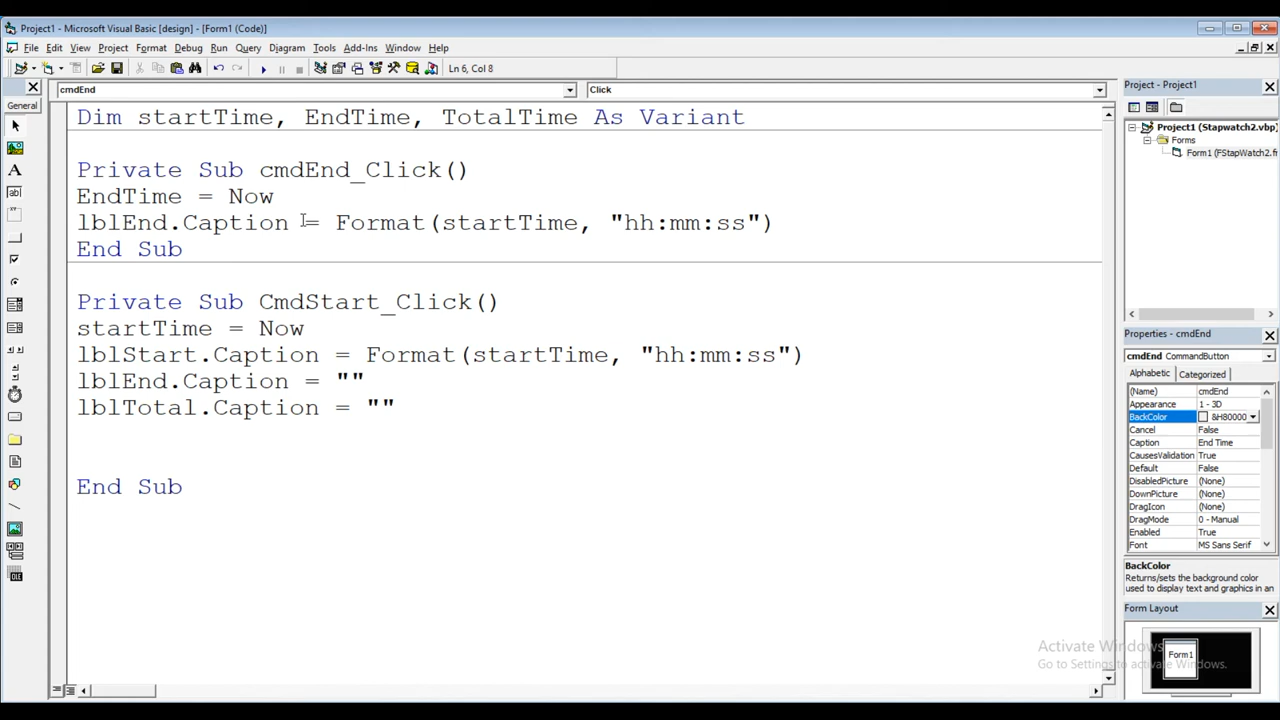 Project1 - Microsoft Visual Basic [design] - [Form1 (Code)]
File Edit View Project Format Debug Run Query Diagram Tools Add-Ins Window Help
Ln 6, Col 8
General
cmdEnd
Click
Dim startTime, EndTime, TotalTime As Variant
Private Sub cmdEnd_Click()
EndTime = Now
lblEnd.Caption = Format(startTime, "hh:mm:ss")
End Sub
Private Sub CmdStart_Click()
startTime = Now
lblStart.Caption = Format(startTime, "hh:mm:ss")
lblEnd.Caption = ""
lblTotal.Caption = ""
End Sub
Project - Project1
Project1 (Stapwatch2.vbp)
Forms
Form1 (FStapWatch2.fr
Properties - cmdEnd
cmdEnd CommandButton
Alphabetic Categorized
(Name) cmdEnd
Appearance 1 - 3D
BackColor &H80000
Cancel False
Caption End Time
CausesValidation True
Default False
DisabledPicture (None)
DownPicture (None)
DragIcon (None)
DragMode 0 - Manual
Enabled True
Font MS Sans Serif
BackColor
Returns/sets the background color
used to display text and graphics in an
Form Layout
Form1
Activate Windows
Go to Settings to activate Windows.